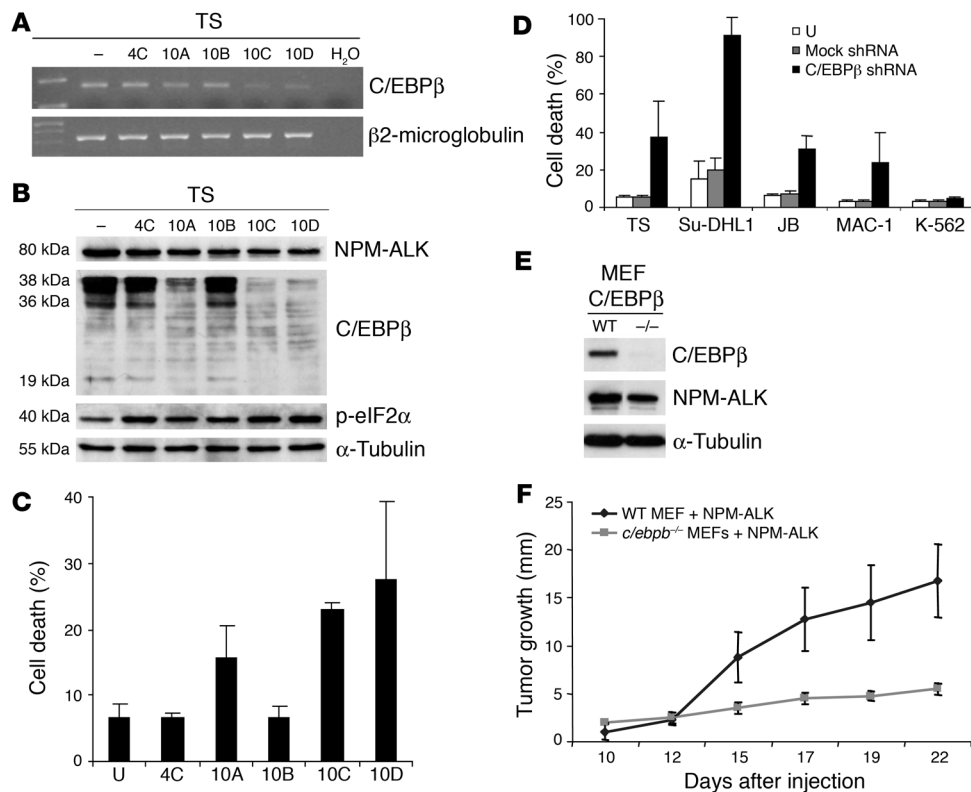 A
TS
– 4C 10A 10B 10C 10D H₂O
C/EBPβ
β2-microglobulin
B
TS
– 4C 10A 10B 10C 10D
80 kDa NPM-ALK
38 kDa
36 kDa
C/EBPβ
19 kDa
40 kDa p-eIF2α
55 kDa α-Tubulin
C
Cell death (%)
40
30
20
10
0
U 4C 10A 10B 10C 10D
D
Cell death (%)
100
80
60
40
20
0
U
Mock shRNA
C/EBPβ shRNA
TS Su-DHL1 JB MAC-1 K-562
E
MEF
C/EBPβ
WT –/–
C/EBPβ
NPM-ALK
α-Tubulin
F
Tumor growth (mm)
25
20
15
10
5
0
WT MEF + NPM-ALK
c/ebpb–/– MEFs + NPM-ALK
10 12 15 17 19 22
Days after injection